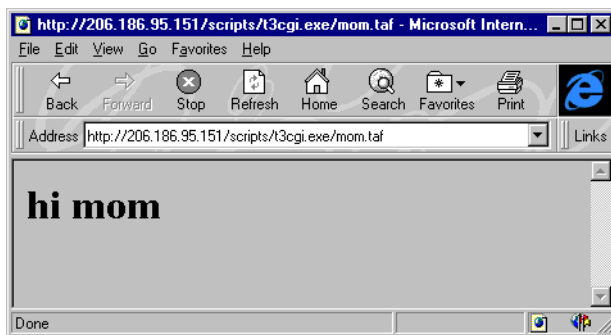 http://206.186.95.151/scripts/t3cgi.exe/mom.taf - Microsoft Intern...
File Edit View Go Favorites Help
Back Forward Stop Refresh Home Search Favorites Print
Address http://206.186.95.151/scripts/t3cgi.exe/mom.taf Links
hi mom
Done